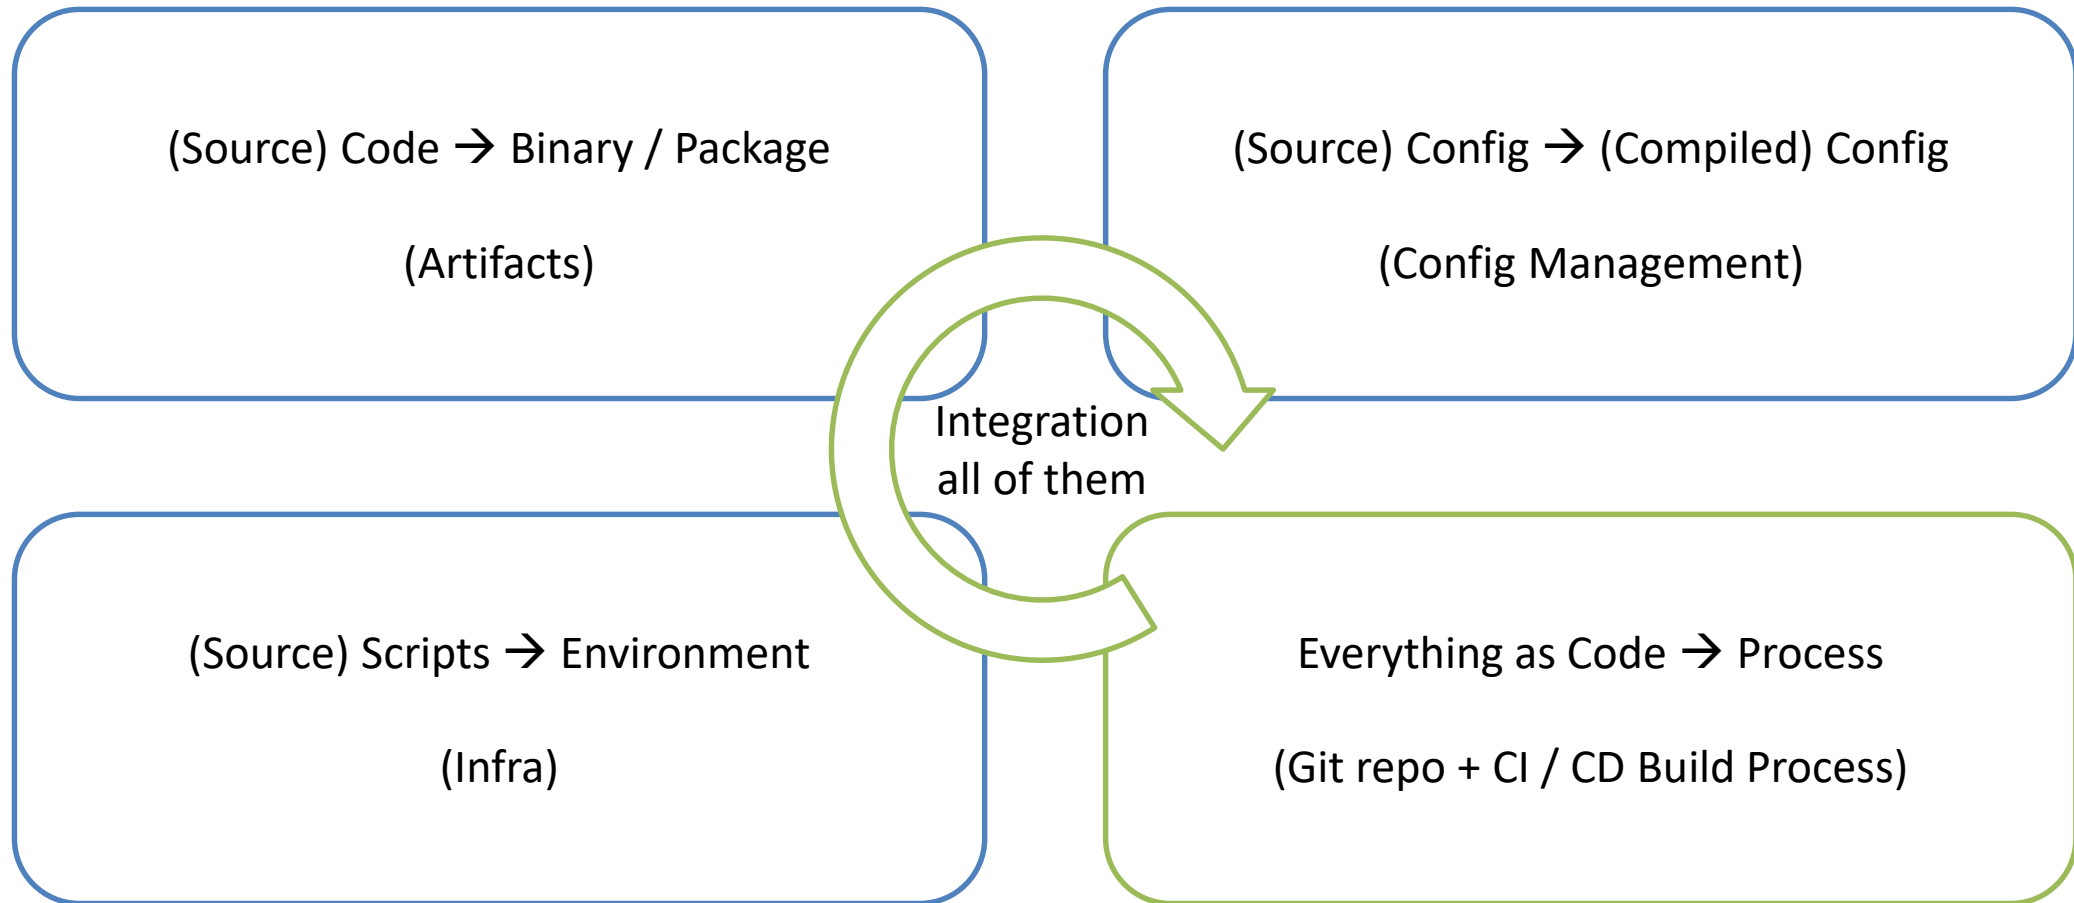 (Source) Code → Binary / Package
(Artifacts)
(Source) Config → (Compiled) Config
(Config Management)
Integration
all of them
(Source) Scripts → Environment
(Infra)
Everything as Code → Process
(Git repo + CI / CD Build Process)